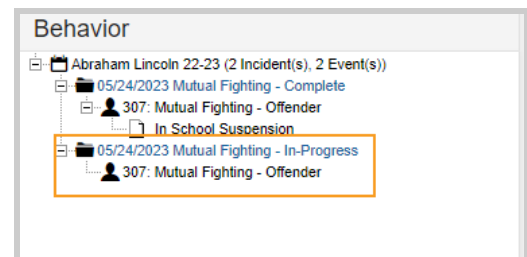 Behavior
Abraham Lincoln 22-23 (2 Incident(s), 2 Event(s))
05/24/2023 Mutual Fighting - Complete
307: Mutual Fighting - Offender
In School Suspension
05/24/2023 Mutual Fighting - In-Progress
307: Mutual Fighting - Offender